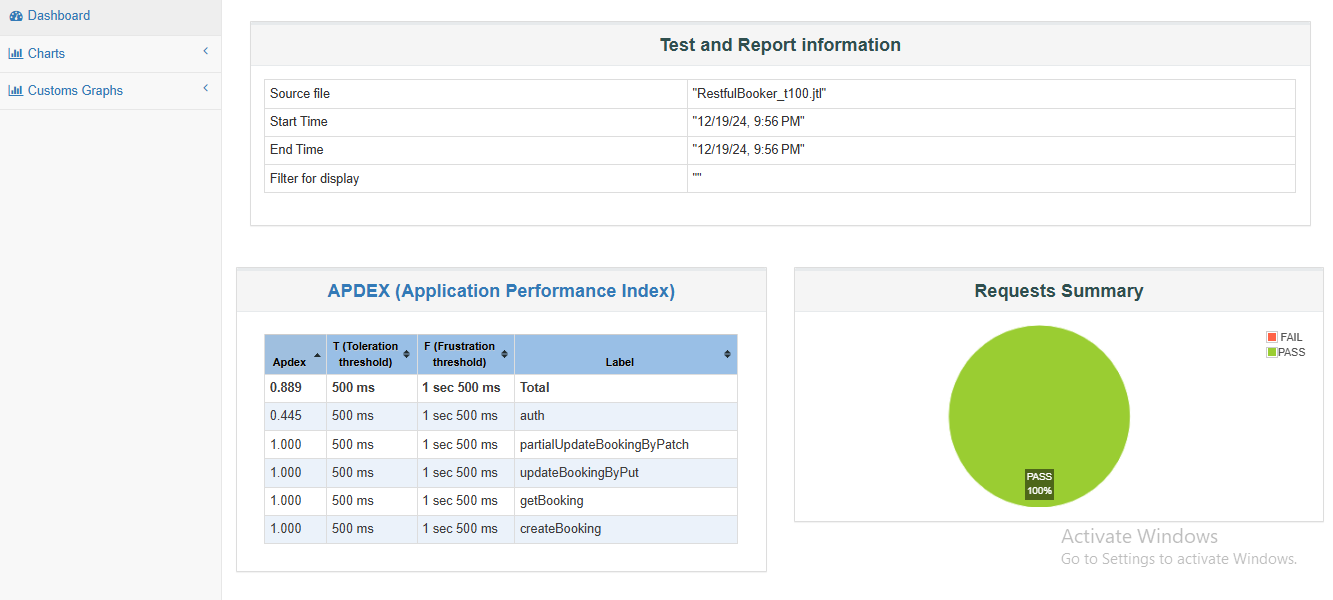 Dashboard
Charts
Customs Graphs
Test and Report information
Source file "RestfulBooker_t100.jtl"
Start Time "12/19/24, 9:56 PM"
End Time "12/19/24, 9:56 PM"
Filter for display ""
APDEX (Application Performance Index)
Apdex T (Toleration threshold) F (Frustration threshold) Label
0.889 500 ms 1 sec 500 ms Total
0.445 500 ms 1 sec 500 ms auth
1.000 500 ms 1 sec 500 ms partialUpdateBookingByPatch
1.000 500 ms 1 sec 500 ms updateBookingByPut
1.000 500 ms 1 sec 500 ms getBooking
1.000 500 ms 1 sec 500 ms createBooking
Requests Summary
FAIL
PASS
PASS
100%
Activate Windows
Go to Settings to activate Windows.